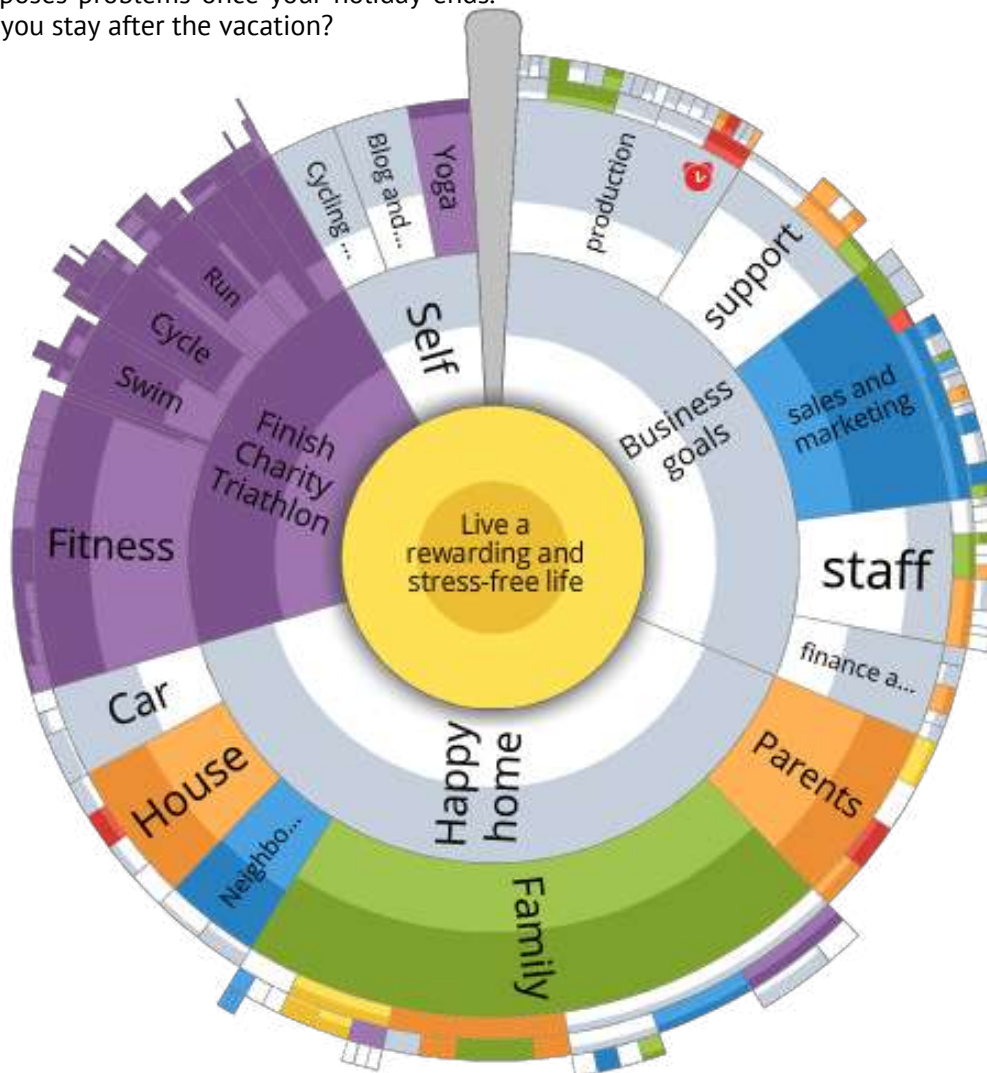 poses problems once your holiday ends.
you stay after the vacation?
Cycling ...
Blog and...
Yoga
production
support
Run
Self
Cycle
Swim
Business
goals
sales and
marketing
Finish
Charity
Triathlon
Live a
rewarding and
stress-free life
Fitness
staff
finance a...
Car
House
Neighbo...
Happy
home
Parents
Family